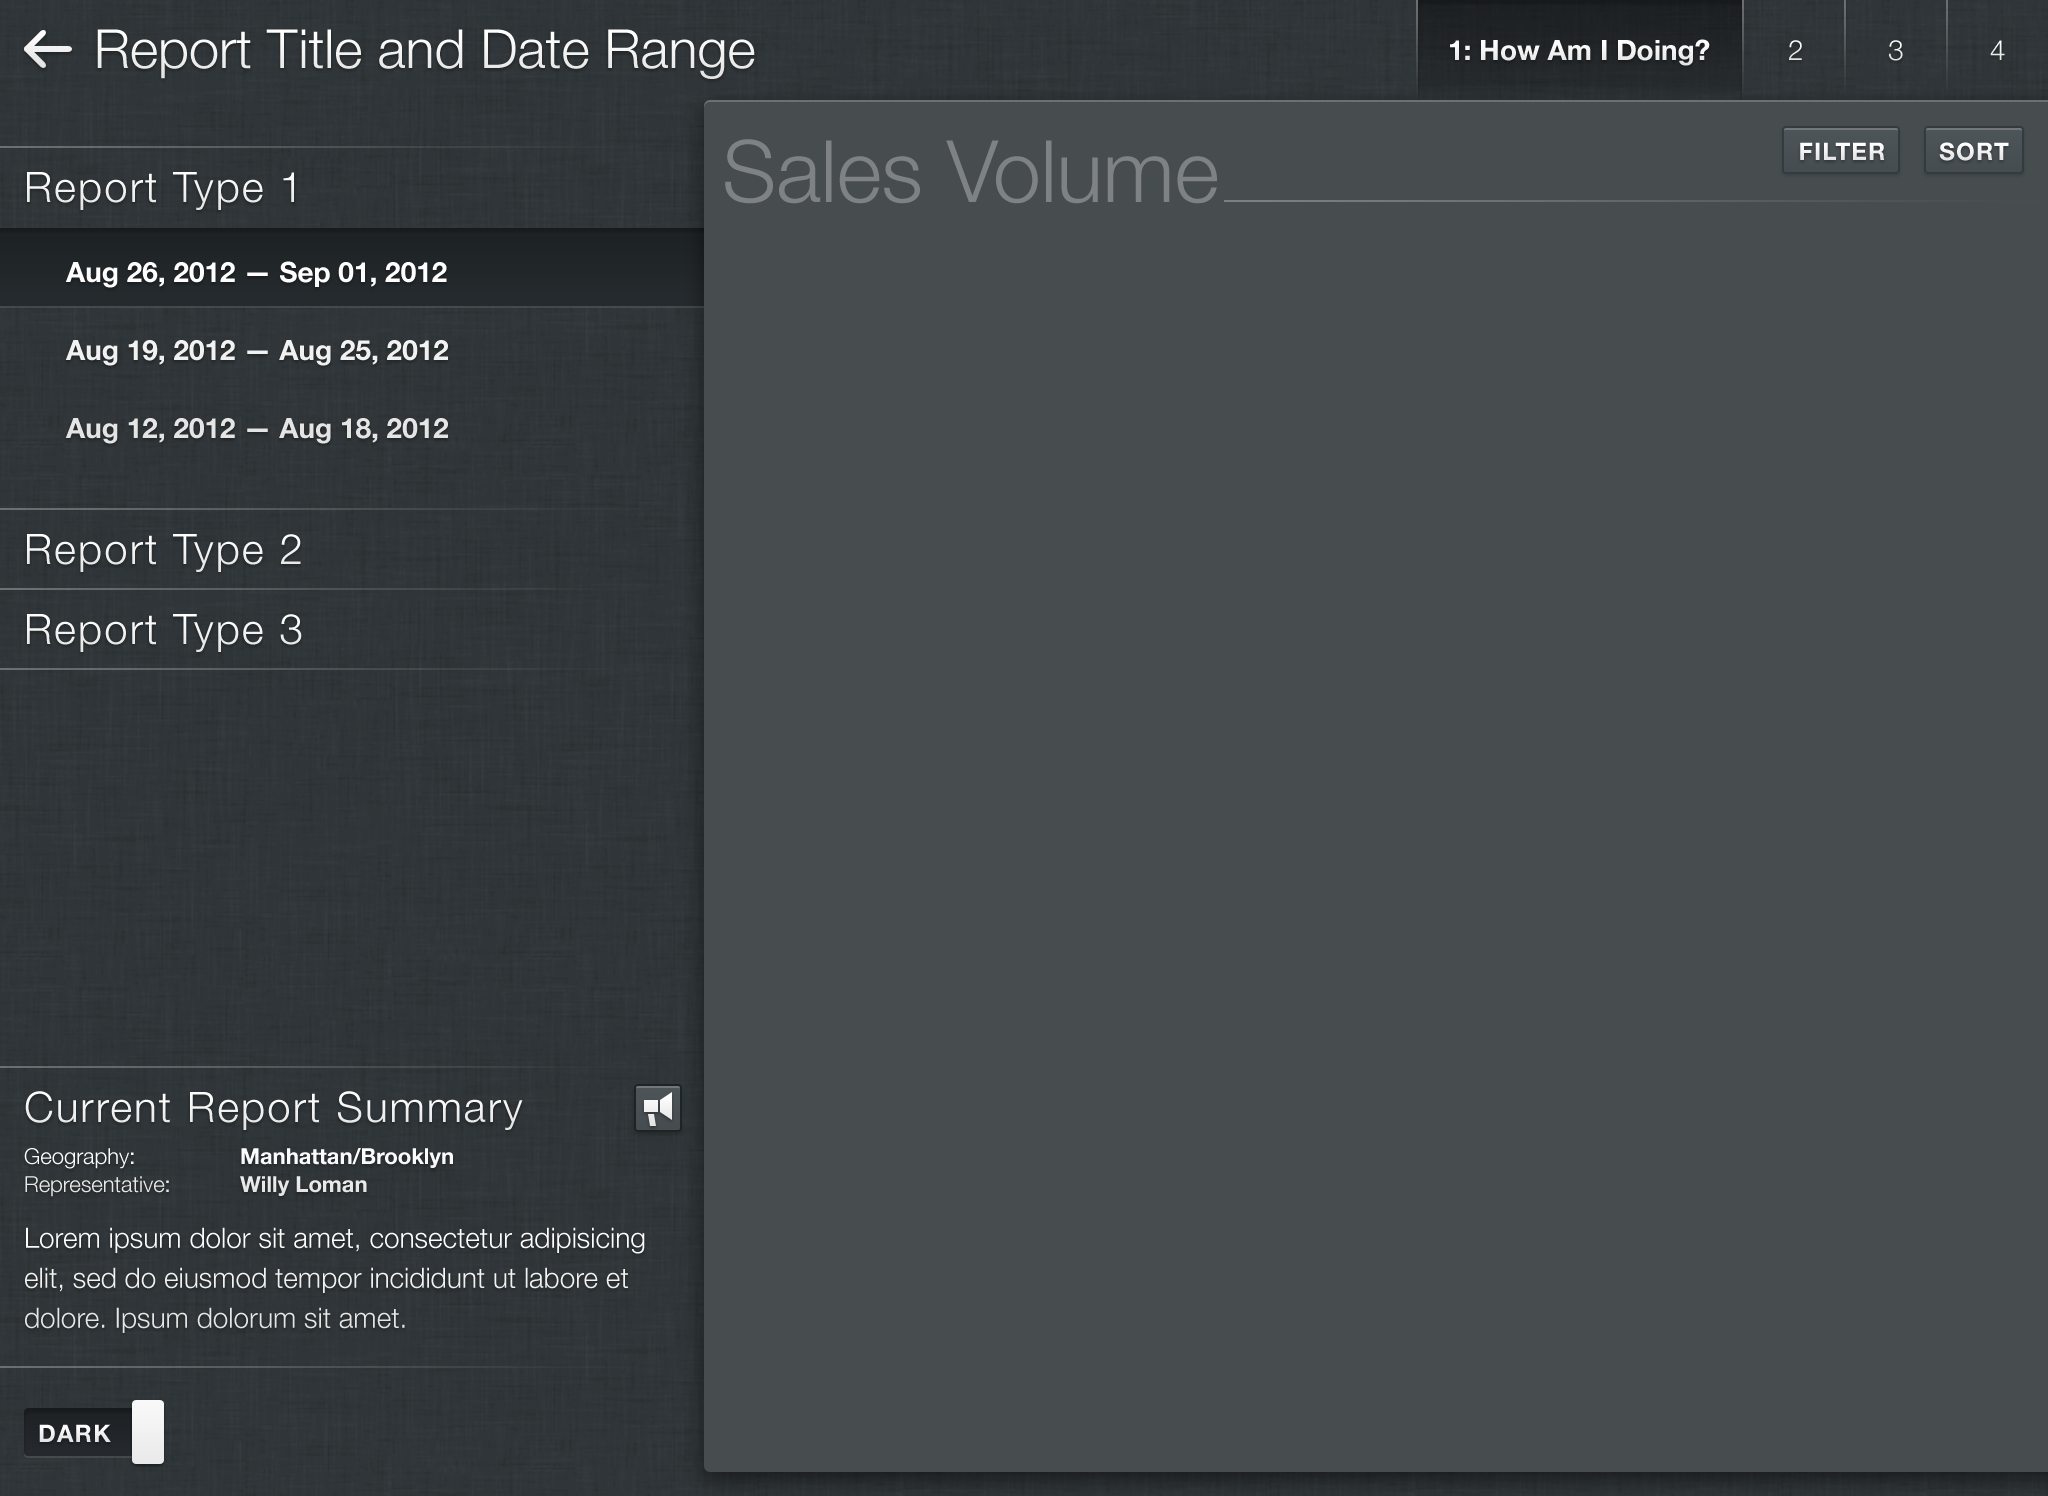 Report Title and Date Range
1: How Am I Doing?
2
3
4
Report Type 1
Aug 26, 2012 — Sep 01, 2012
Aug 19, 2012 — Aug 25, 2012
Aug 12, 2012 — Aug 18, 2012
Report Type 2
Report Type 3
Current Report Summary
Geography: Manhattan/Brooklyn
Representative: Willy Loman
Lorem ipsum dolor sit amet, consectetur adipisicing
elit, sed do eiusmod tempor incididunt ut labore et
dolore. Ipsum dolorum sit amet.
DARK
Sales Volume
FILTER
SORT